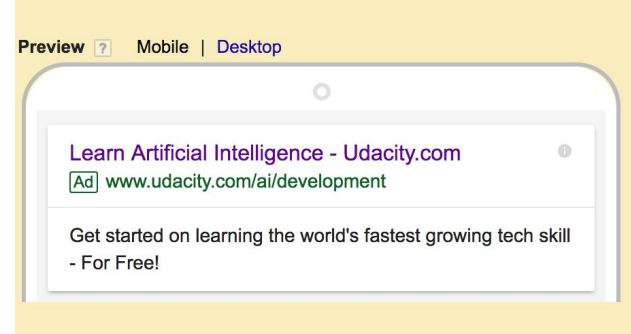 Preview ? Mobile | Desktop
Learn Artificial Intelligence - Udacity.com
Ad www.udacity.com/ai/development
Get started on learning the world's fastest growing tech skill
- For Free!